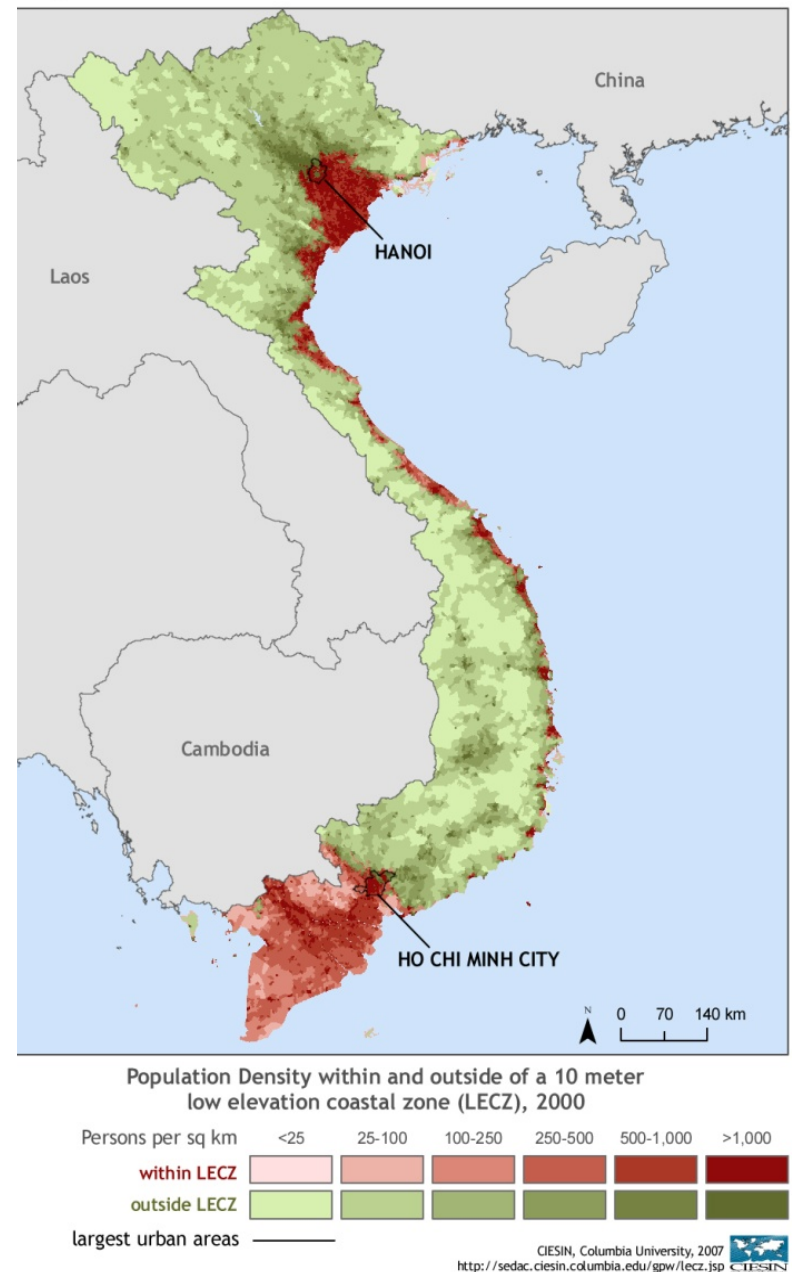 China
HANOI
Laos
Cambodia
HO CHI MINH CITY
N
0 70 140 km
Population Density within and outside of a 10 meter
low elevation coastal zone (LECZ), 2000
Persons per sq km <25 25-100 100-250 250-500 500-1,000 >1,000
within LECZ
outside LECZ
largest urban areas
CIESIN, Columbia University, 2007
http://sedac.ciesin.columbia.edu/gpw/lecz.jsp CIESIN